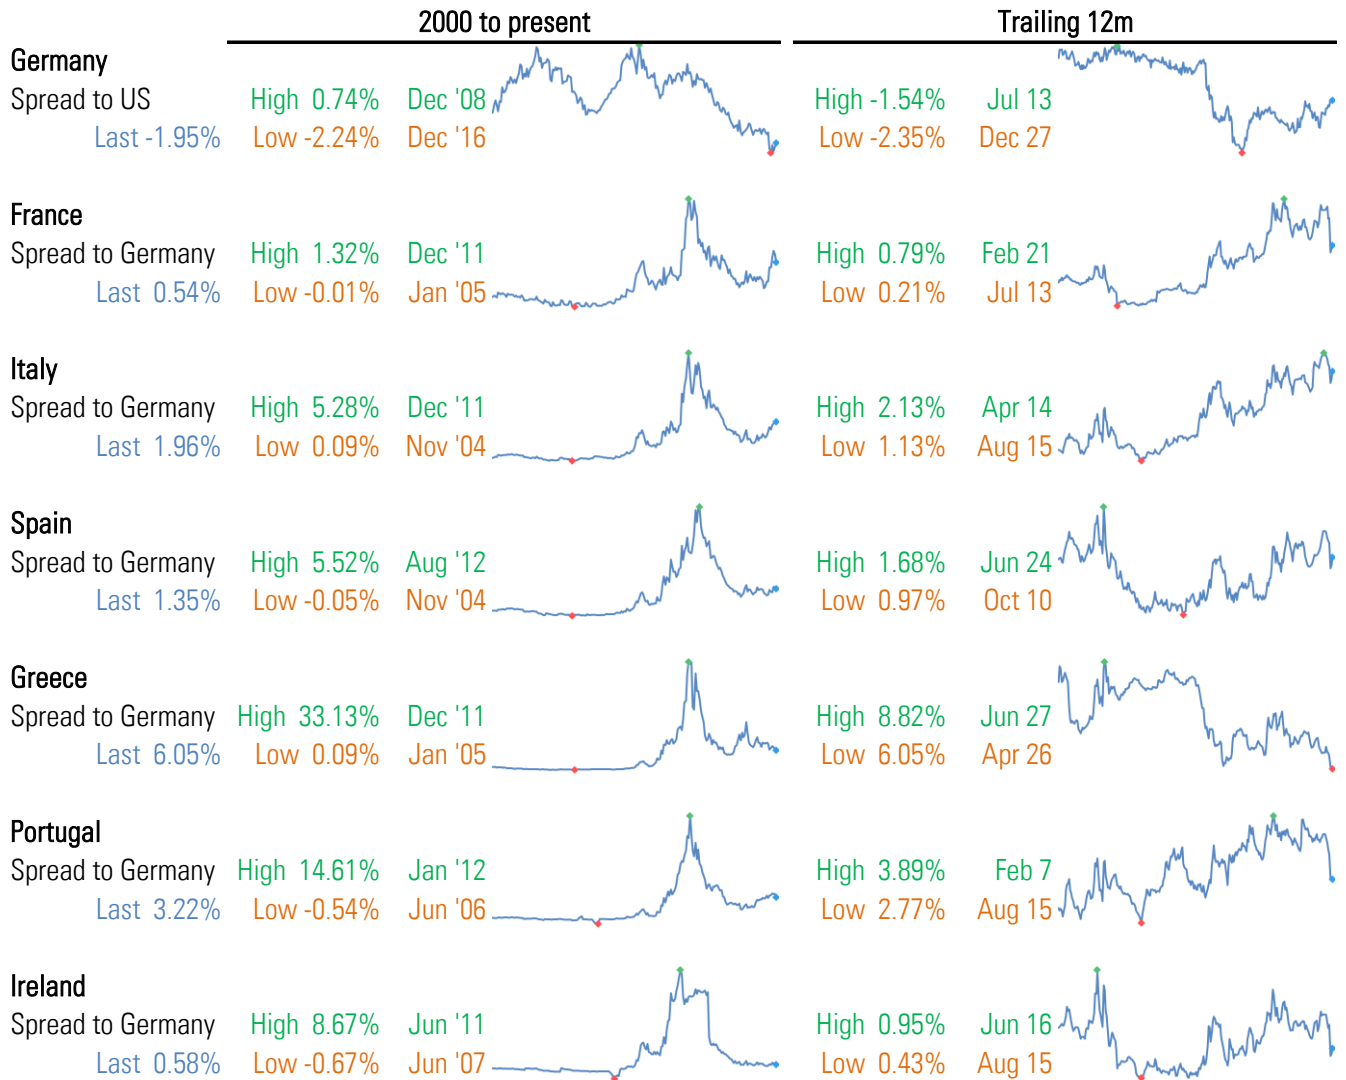 2000 to present Trailing 12m
Germany
Spread to US High 0.74% Dec '08 High -1.54% Jul 13
Last -1.95% Low -2.24% Dec '16 Low -2.35% Dec 27
France
Spread to Germany High 1.32% Dec '11 High 0.79% Feb 21
Last 0.54% Low -0.01% Jan '05 Low 0.21% Jul 13
Italy
Spread to Germany High 5.28% Dec '11 High 2.13% Apr 14
Last 1.96% Low 0.09% Nov '04 Low 1.13% Aug 15
Spain
Spread to Germany High 5.52% Aug '12 High 1.68% Jun 24
Last 1.35% Low -0.05% Nov '04 Low 0.97% Oct 10
Greece
Spread to Germany High 33.13% Dec '11 High 8.82% Jun 27
Last 6.05% Low 0.09% Jan '05 Low 6.05% Apr 26
Portugal
Spread to Germany High 14.61% Jan '12 High 3.89% Feb 7
Last 3.22% Low -0.54% Jun '06 Low 2.77% Aug 15
Ireland
Spread to Germany High 8.67% Jun '11 High 0.95% Jun 16
Last 0.58% Low -0.67% Jun '07 Low 0.43% Aug 15